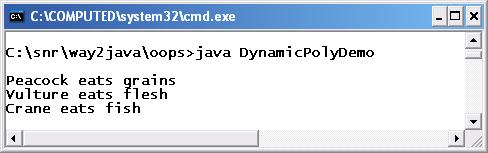 C:\COMPUTED\system32\cmd.exe
C:\snr\way2java\oops>java DynamicPolyDemo
Peacock eats grains
Vulture eats flesh
Crane eats fish